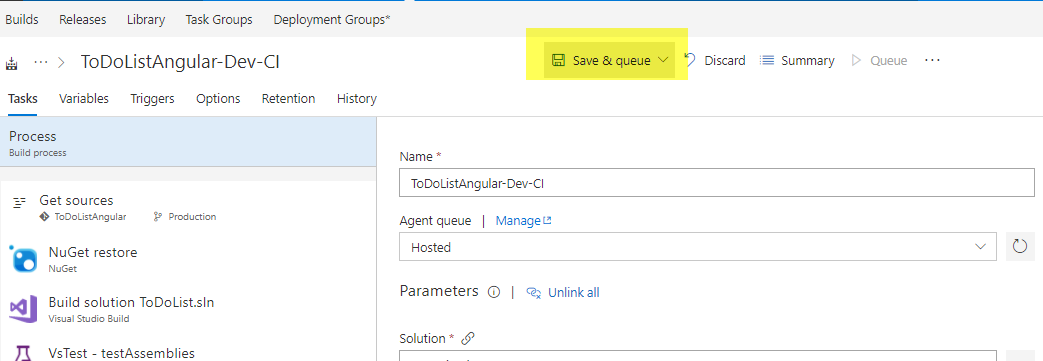 Builds Releases Library Task Groups Deployment Groups*
··· > ToDoListAngular-Dev-CI Save & queue Discard Summary Queue ···
Tasks Variables Triggers Options Retention History
Process
Build process
Get sources
ToDoListAngular Production
NuGet restore
NuGet
Build solution ToDoList.sln
Visual Studio Build
VsTest - testAssemblies
Name *
ToDoListAngular-Dev-CI
Agent queue | Manage
Hosted
Parameters | Unlink all
Solution *